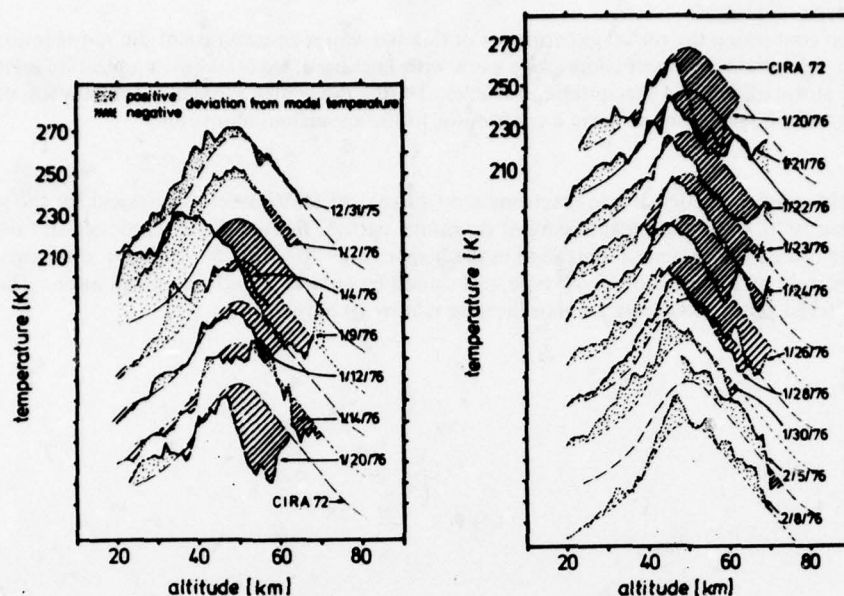 positive
negative deviation from model temperature
270
250
230
210
temperature [K]
12/31/75
1/2/76
1/4/76
1/9/76
1/12/76
1/14/76
1/20/76
CIRA 72
20 40 60 80
altitude [km]
270
250
230
210
temperature [K]
CIRA 72
1/20/76
1/21/76
1/22/76
1/23/76
1/24/76
1/26/76
1/28/76
1/30/76
2/5/76
2/8/76
20 40 60 80
altitude [km]